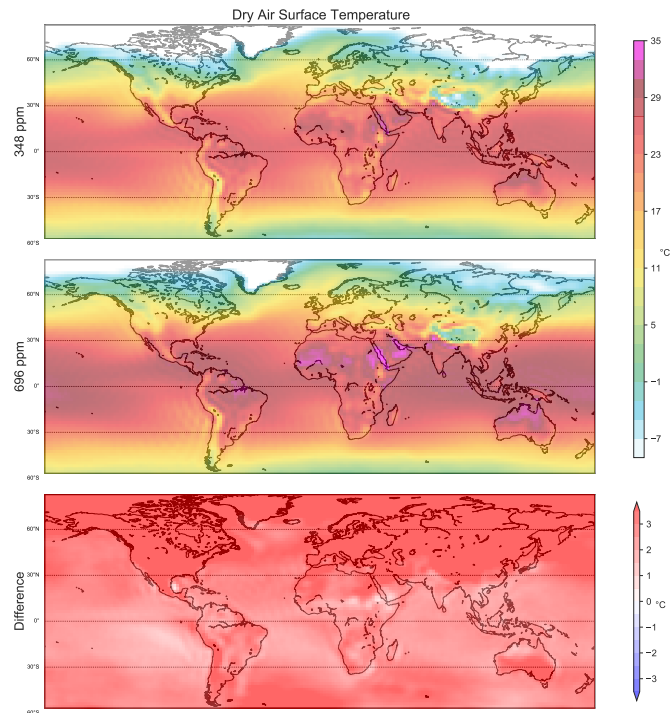 Dry Air Surface Temperature
348 ppm
60°N
30°N
0°
30°S
60°S
696 ppm
60°N
30°N
0°
30°S
60°S
Difference
60°N
30°N
0°
30°S
60°S
35
29
23
17
11
5
−1
−7
°C
3
2
1
0
−1
−2
−3
°C